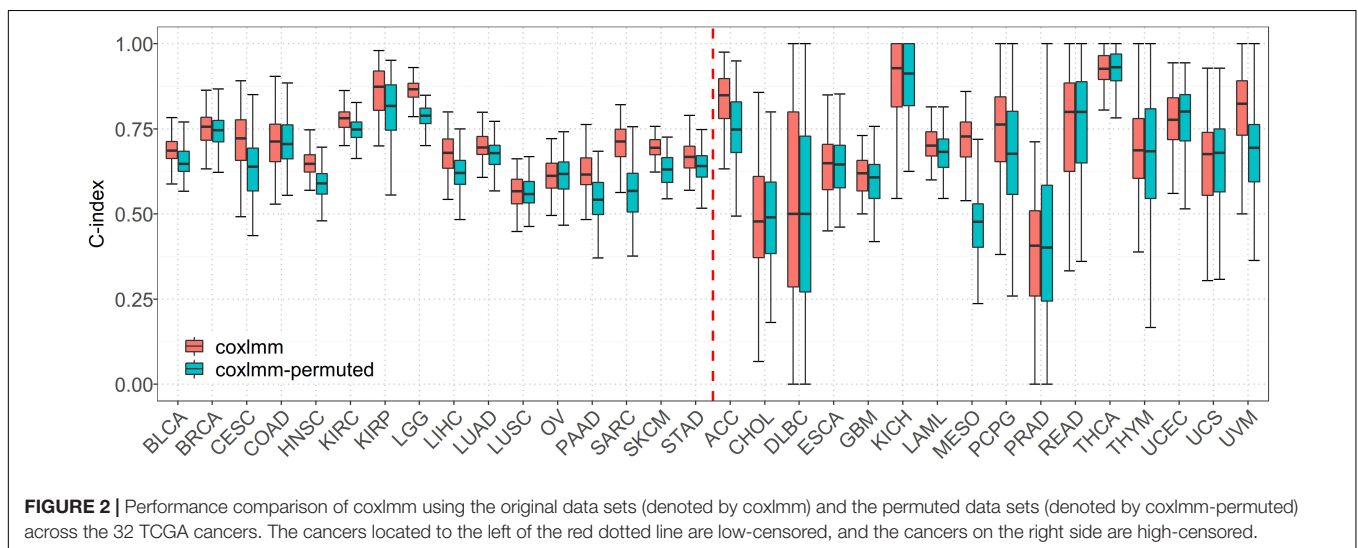 1.00
0.75
0.50
0.25
0.00
C-index
coxlmm
coxlmm-permuted
BLCA
BRCA
CESC
COAD
HNSC
KIRC
KIRP
LGG
LIHC
LUAD
LUSC
OV
PAAD
SARC
SKCM
STAD
ACC
CHOL
DLBC
ESCA
GBM
KICH
LAML
MESO
PCPG
PRAD
READ
THCA
THYM
UCEC
UCS
UVM
FIGURE 2 | Performance comparison of coxlmm using the original data sets (denoted by coxlmm) and the permuted data sets (denoted by coxlmm-permuted)
across the 32 TCGA cancers. The cancers located to the left of the red dotted line are low-censored, and the cancers on the right side are high-censored.